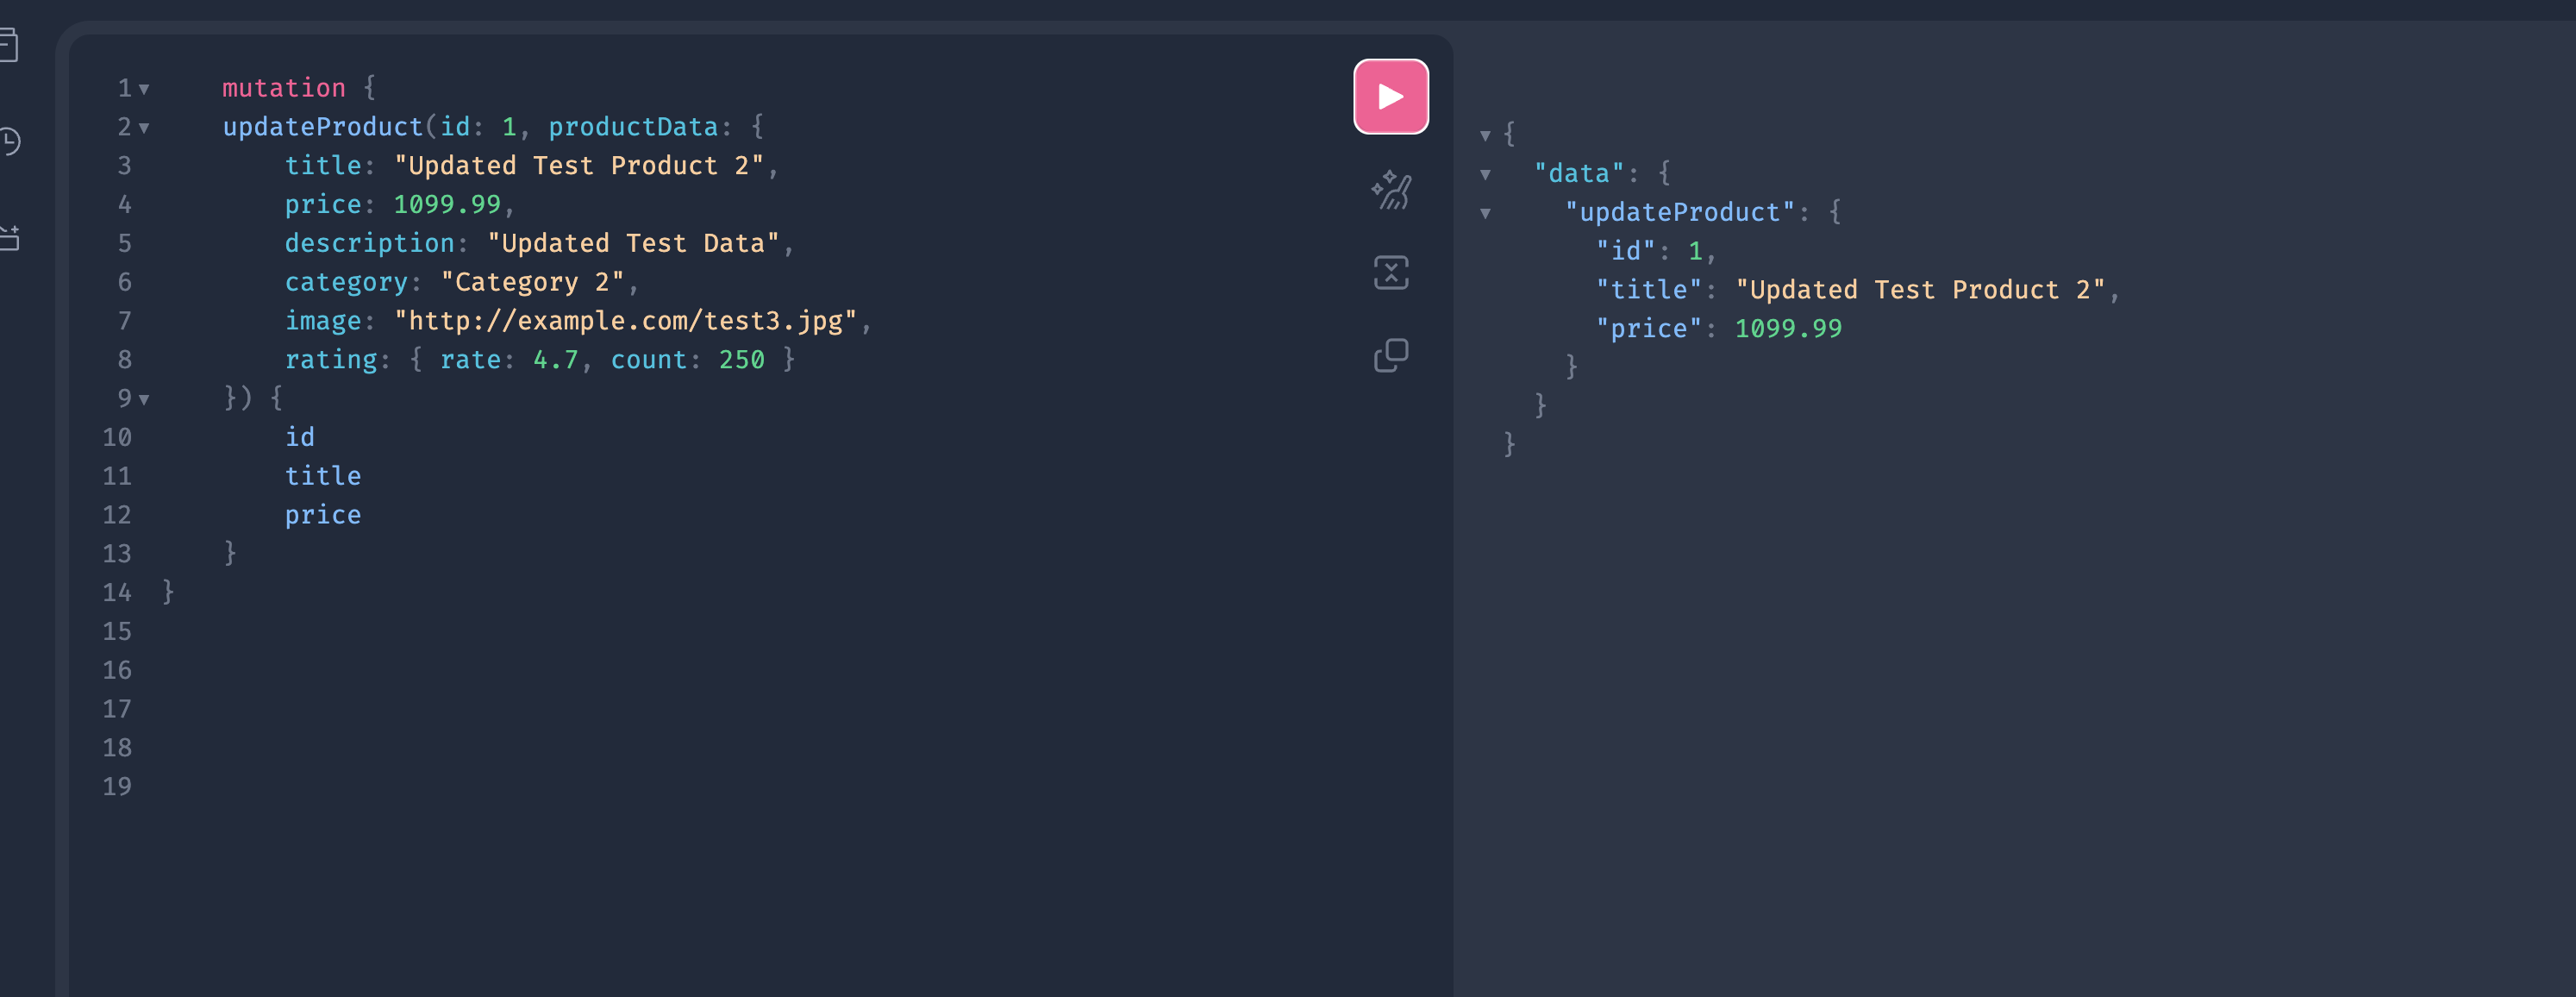 1 mutation {
2 updateProduct(id: 1, productData: {
3 title: "Updated Test Product 2",
4 price: 1099.99,
5 description: "Updated Test Data",
6 category: "Category 2",
7 image: "http://example.com/test3.jpg",
8 rating: { rate: 4.7, count: 250 }
9 }) {
10 id
11 title
12 price
13 }
14 }
15
16
17
18
19
{
"data": {
"updateProduct": {
"id": 1,
"title": "Updated Test Product 2",
"price": 1099.99
}
}
}